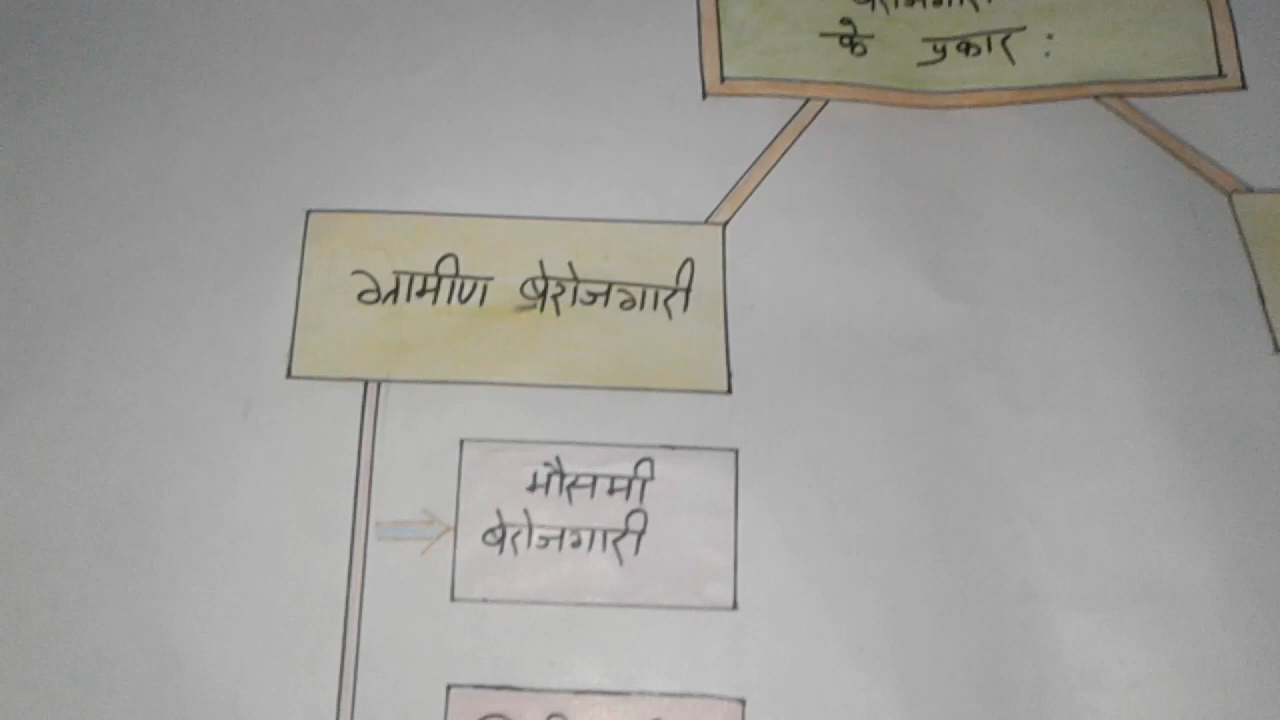 के प्रकार :
ग्रामीण बेरोजगारी
मौसमी
बेरोजगारी